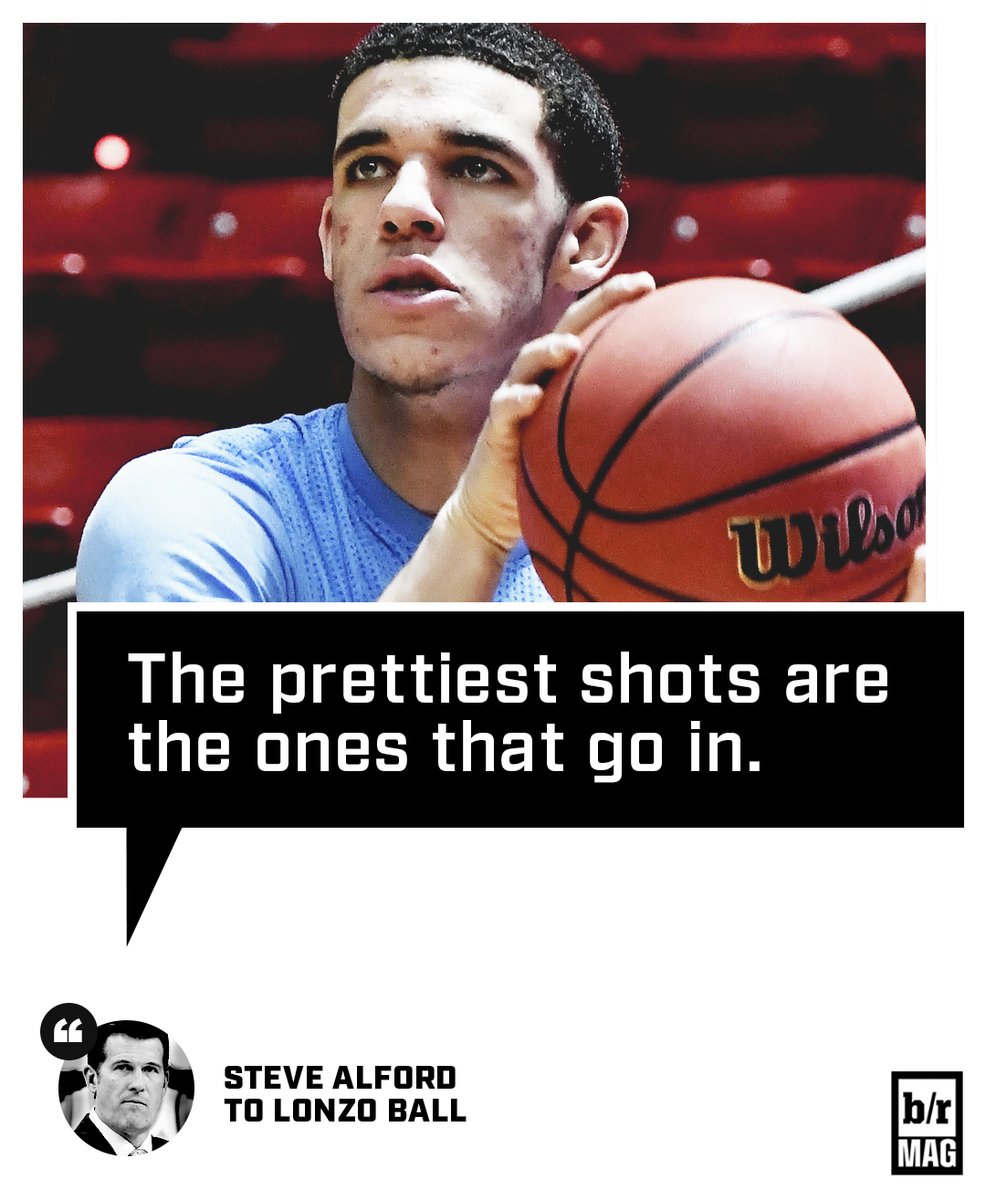 Wilson
The prettiest shots are
the ones that go in.
STEVE ALFORD
TO LONZO BALL
b/r
MAG